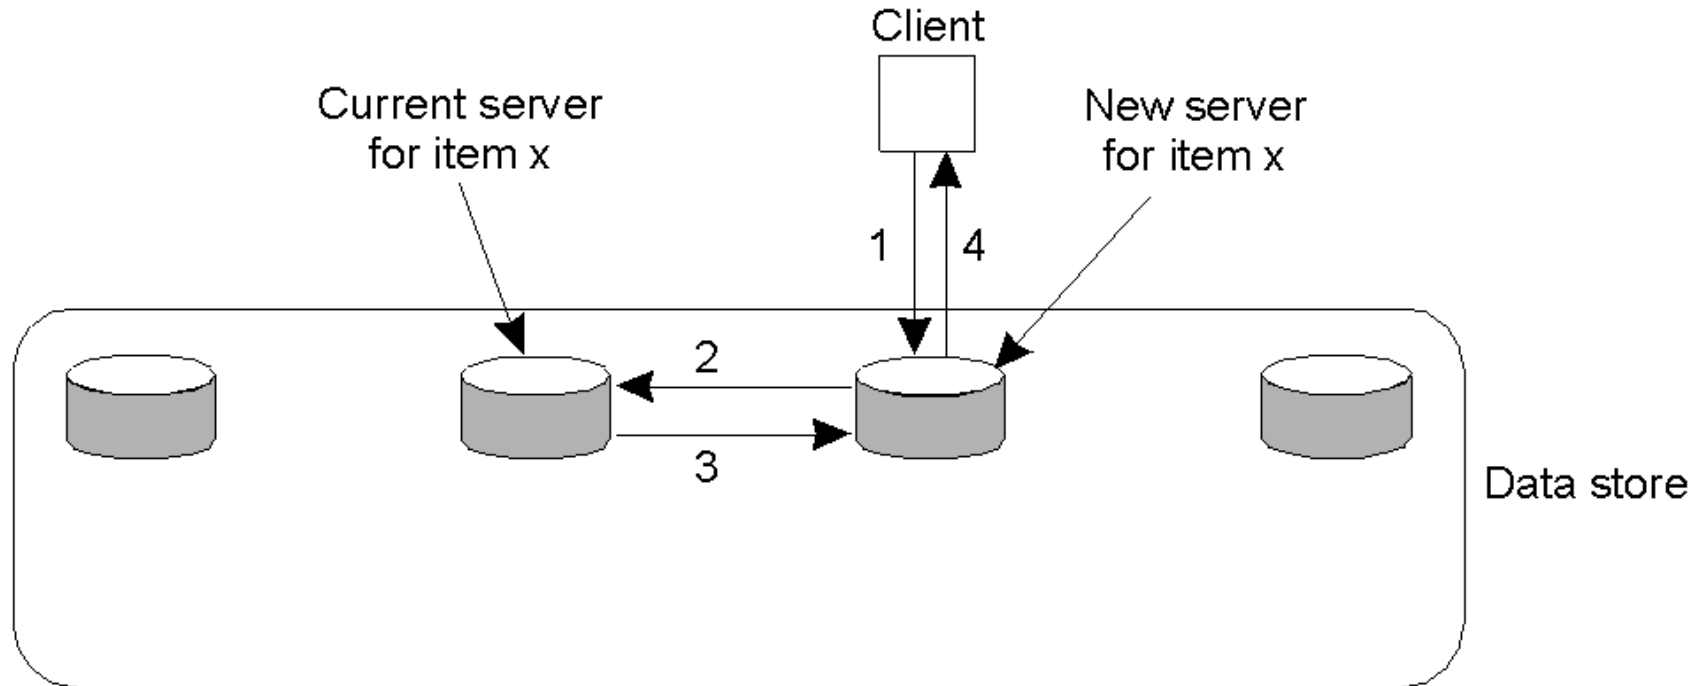 Client
Current server
for item x
New server
for item x
1
4
2
3
Data store